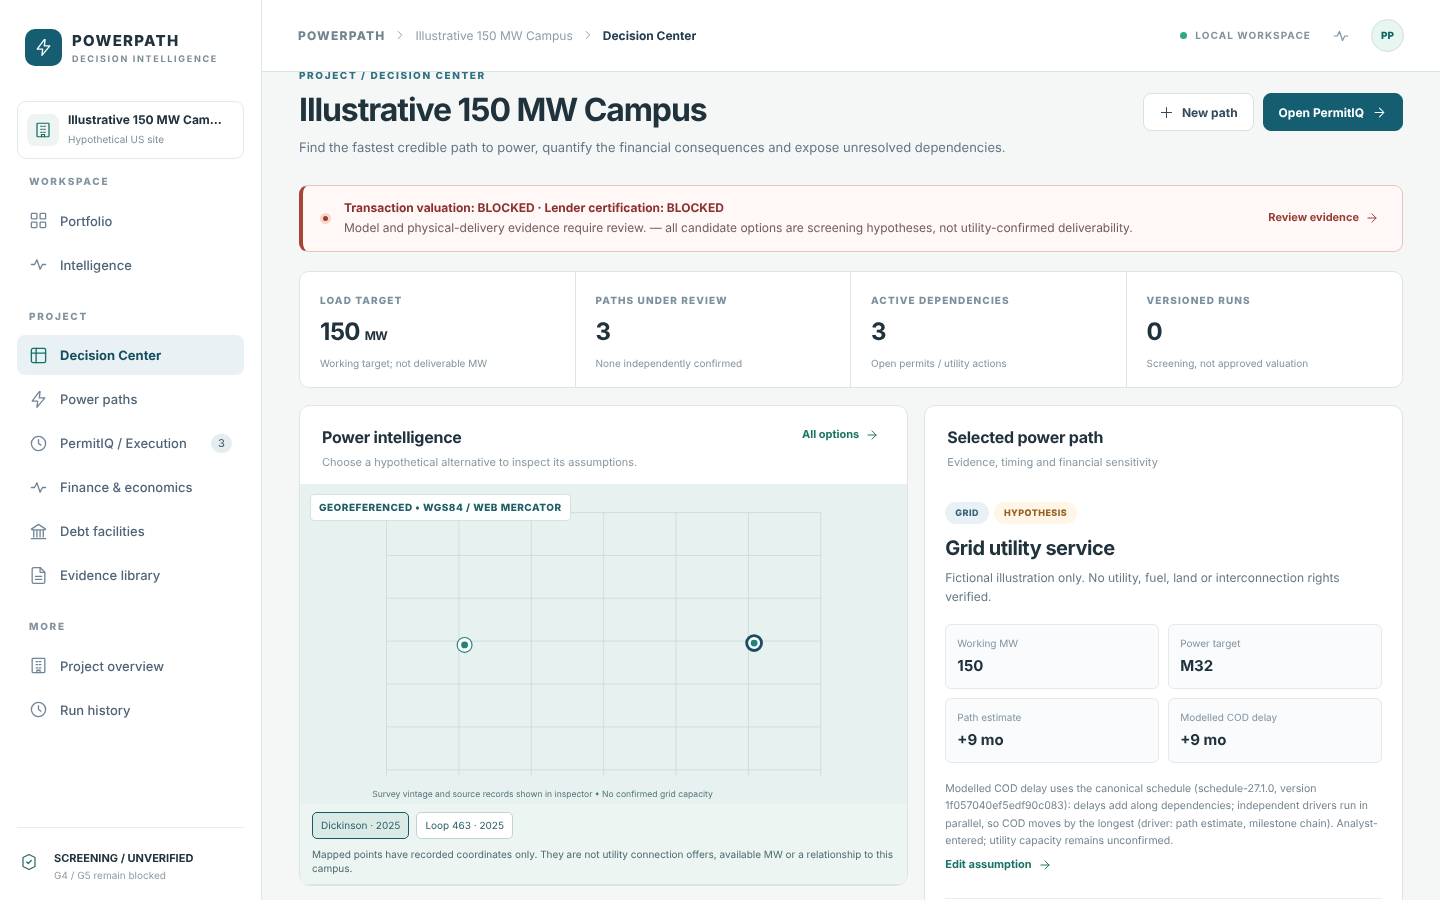 POWERPATH
DECISION INTELLIGENCE
Illustrative 150 MW Cam...
Hypothetical US site
WORKSPACE
Portfolio
Intelligence
PROJECT
Decision Center
Power paths
PermitIQ / Execution 3
Finance & economics
Debt facilities
Evidence library
MORE
Project overview
Run history
SCREENING / UNVERIFIED
G4 / G5 remain blocked
POWERPATH Illustrative 150 MW Campus Decision Center
LOCAL WORKSPACE
PP
PROJECT / DECISION CENTER
Illustrative 150 MW Campus
Find the fastest credible path to power, quantify the financial consequences and expose unresolved dependencies.
New path
Open PermitIQ
Transaction valuation: BLOCKED · Lender certification: BLOCKED
Model and physical-delivery evidence require review. — all candidate options are screening hypotheses, not utility-confirmed deliverability.
Review evidence
LOAD TARGET
150 MW
Working target; not deliverable MW
PATHS UNDER REVIEW
3
None independently confirmed
ACTIVE DEPENDENCIES
3
Open permits / utility actions
VERSIONED RUNS
0
Screening, not approved valuation
Power intelligence
All options
Choose a hypothetical alternative to inspect its assumptions.
GEOREFERENCED • WGS84 / WEB MERCATOR
Survey vintage and source records shown in inspector • No confirmed grid capacity
Dickinson · 2025
Loop 463 · 2025
Mapped points have recorded coordinates only. They are not utility connection offers, available MW or a relationship to this
campus.
Selected power path
Evidence, timing and financial sensitivity
GRID
HYPOTHESIS
Grid utility service
Fictional illustration only. No utility, fuel, land or interconnection rights
verified.
Working MW
150
Power target
M32
Path estimate
+9 mo
Modelled COD delay
+9 mo
Modelled COD delay uses the canonical schedule (schedule-27.1.0, version
1f057040ef5edf90c083): delays add along dependencies; independent drivers run in
parallel, so COD moves by the longest (driver: path estimate, milestone chain). Analyst-
entered; utility capacity remains unconfirmed.
Edit assumption